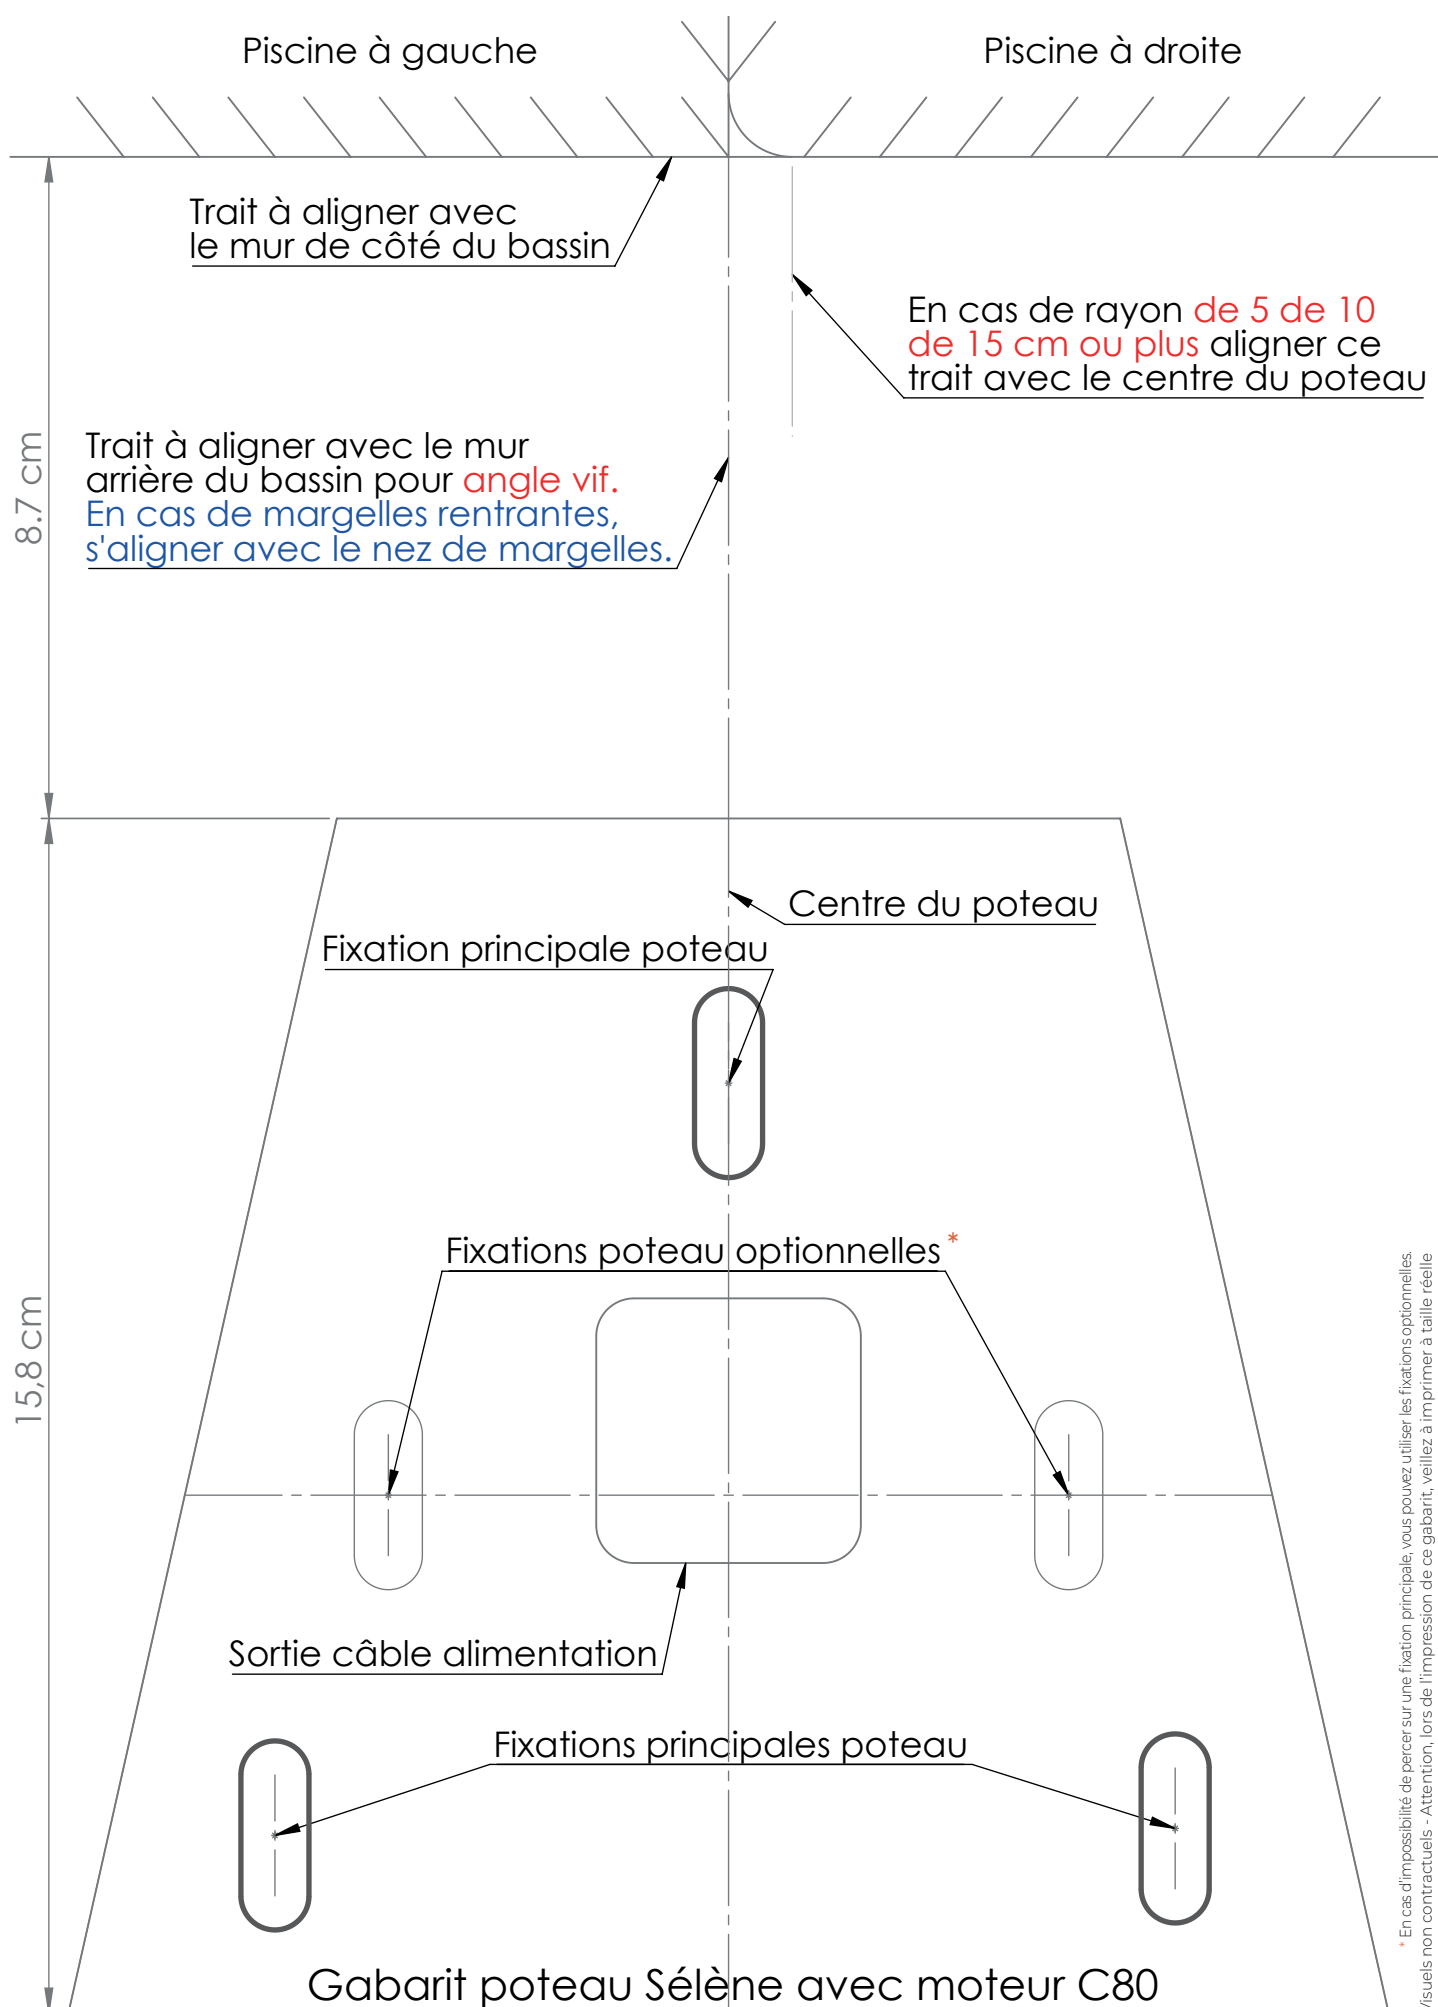 Piscine à gauche
Piscine à droite
Trait à aligner avec
le mur de côté du bassin
En cas de rayon de 5 de 10
de 15 cm ou plus aligner ce
trait avec le centre du poteau
8.7 cm
Trait à aligner avec le mur
arrière du bassin pour angle vif.
En cas de margelles rentrantes,
s'aligner avec le nez de margelles.
Centre du poteau
Fixation principale poteau
Fixations poteau optionnelles*
15,8 cm
Sortie câble alimentation
Fixations principales poteau
Gabarit poteau Sélène avec moteur C80
* En cas d'impossibilité de percer sur une fixation principale, vous pouvez utiliser les fixations optionnelles.
Visuels non contractuels - Attention, lors de l'impression de ce gabarit, veillez à imprimer à taille réelle